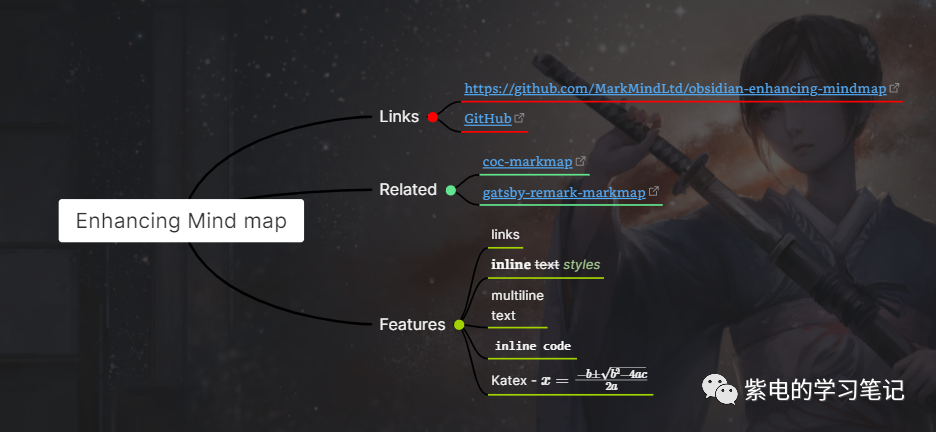 Enhancing Mind map
Links
https://github.com/MarkMindLtd/obsidian-enhancing-mindmap
GitHub
Related
coc-markmap
gatsby-remark-markmap
Features
links
inline text styles
multiline
text
inline code
Katex - x = \frac{-b±\sqrt{b²-4ac}}{2a}
紫电的学习笔记